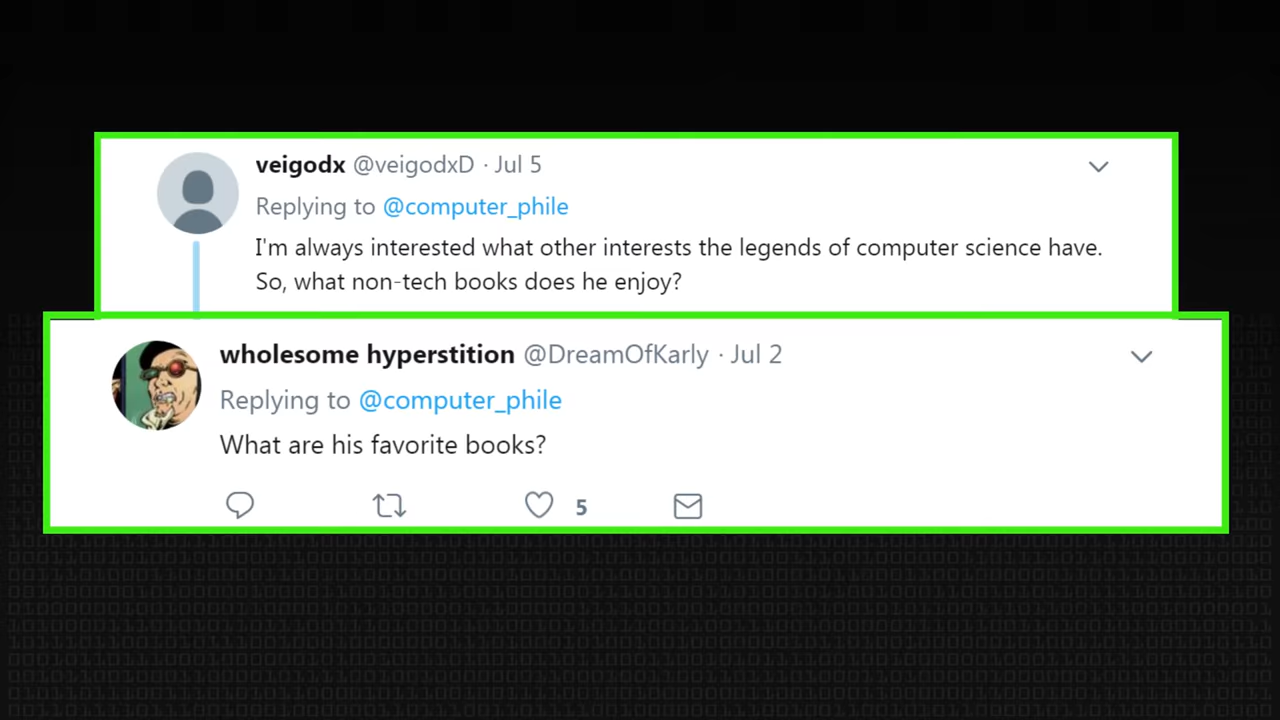 veigodx @veigodxD · Jul 5
Replying to @computer_phile
I'm always interested what other interests the legends of computer science have.
So, what non-tech books does he enjoy?
wholesome hyperstition @DreamOfKarly · Jul 2
Replying to @computer_phile
What are his favorite books?
5